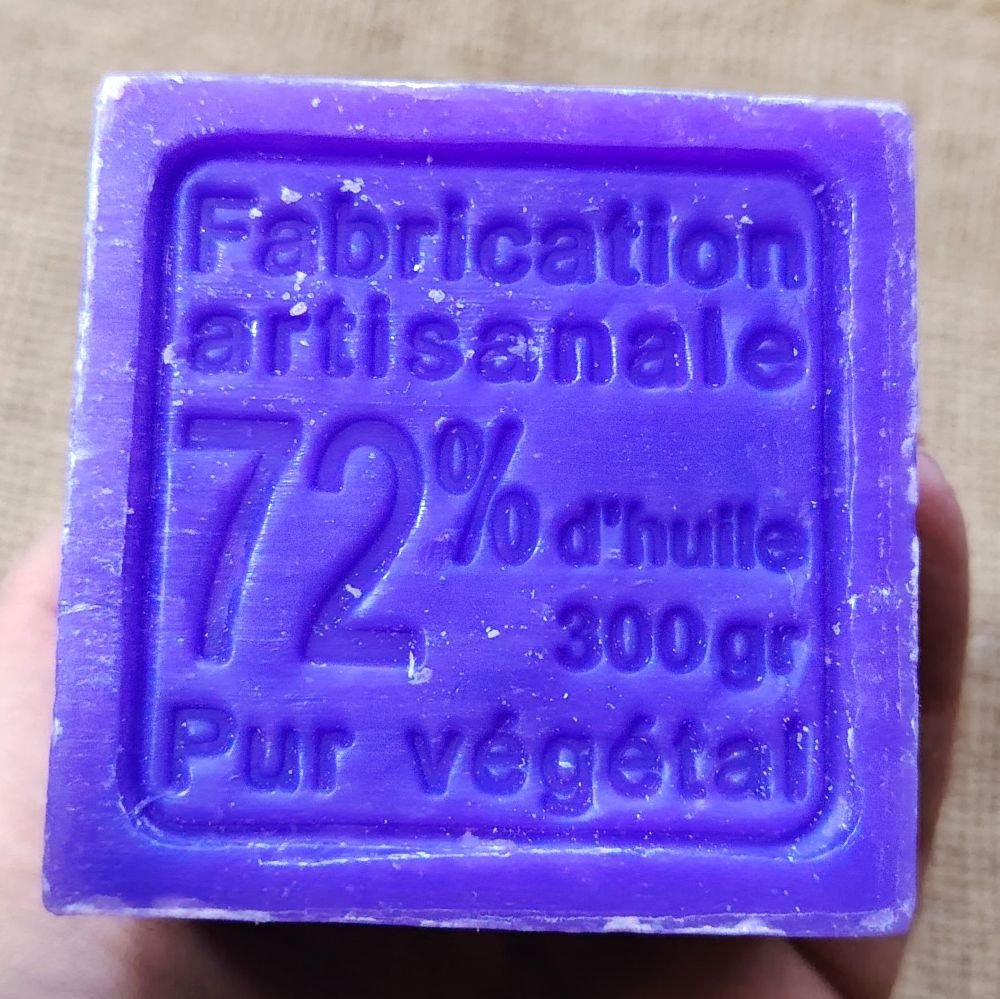 Fabrication
artisanale
72% d'huile
300gr
Pur végétal